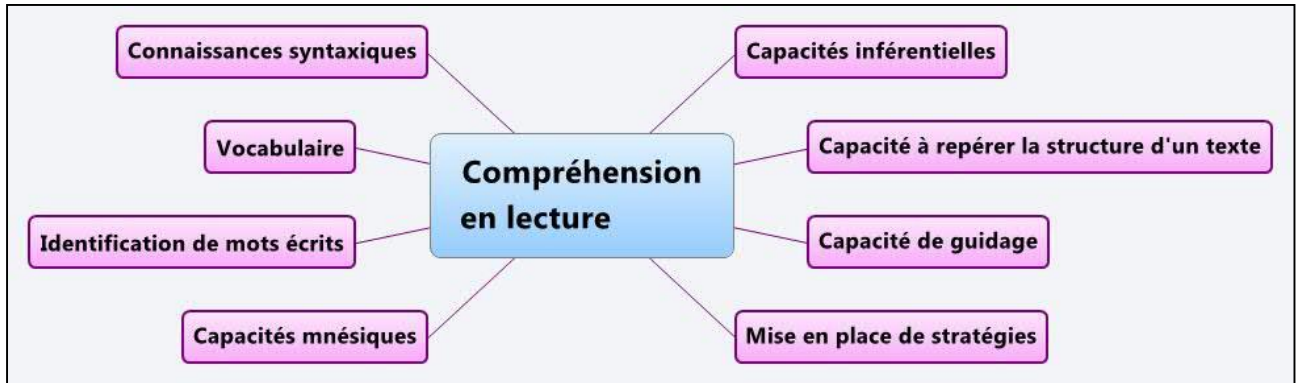 Connaissances syntaxiques
Vocabulaire
Identification de mots écrits
Capacités mnésiques
Compréhension
en lecture
Capacités inférentielles
Capacité à repérer la structure d'un texte
Capacité de guidage
Mise en place de stratégies